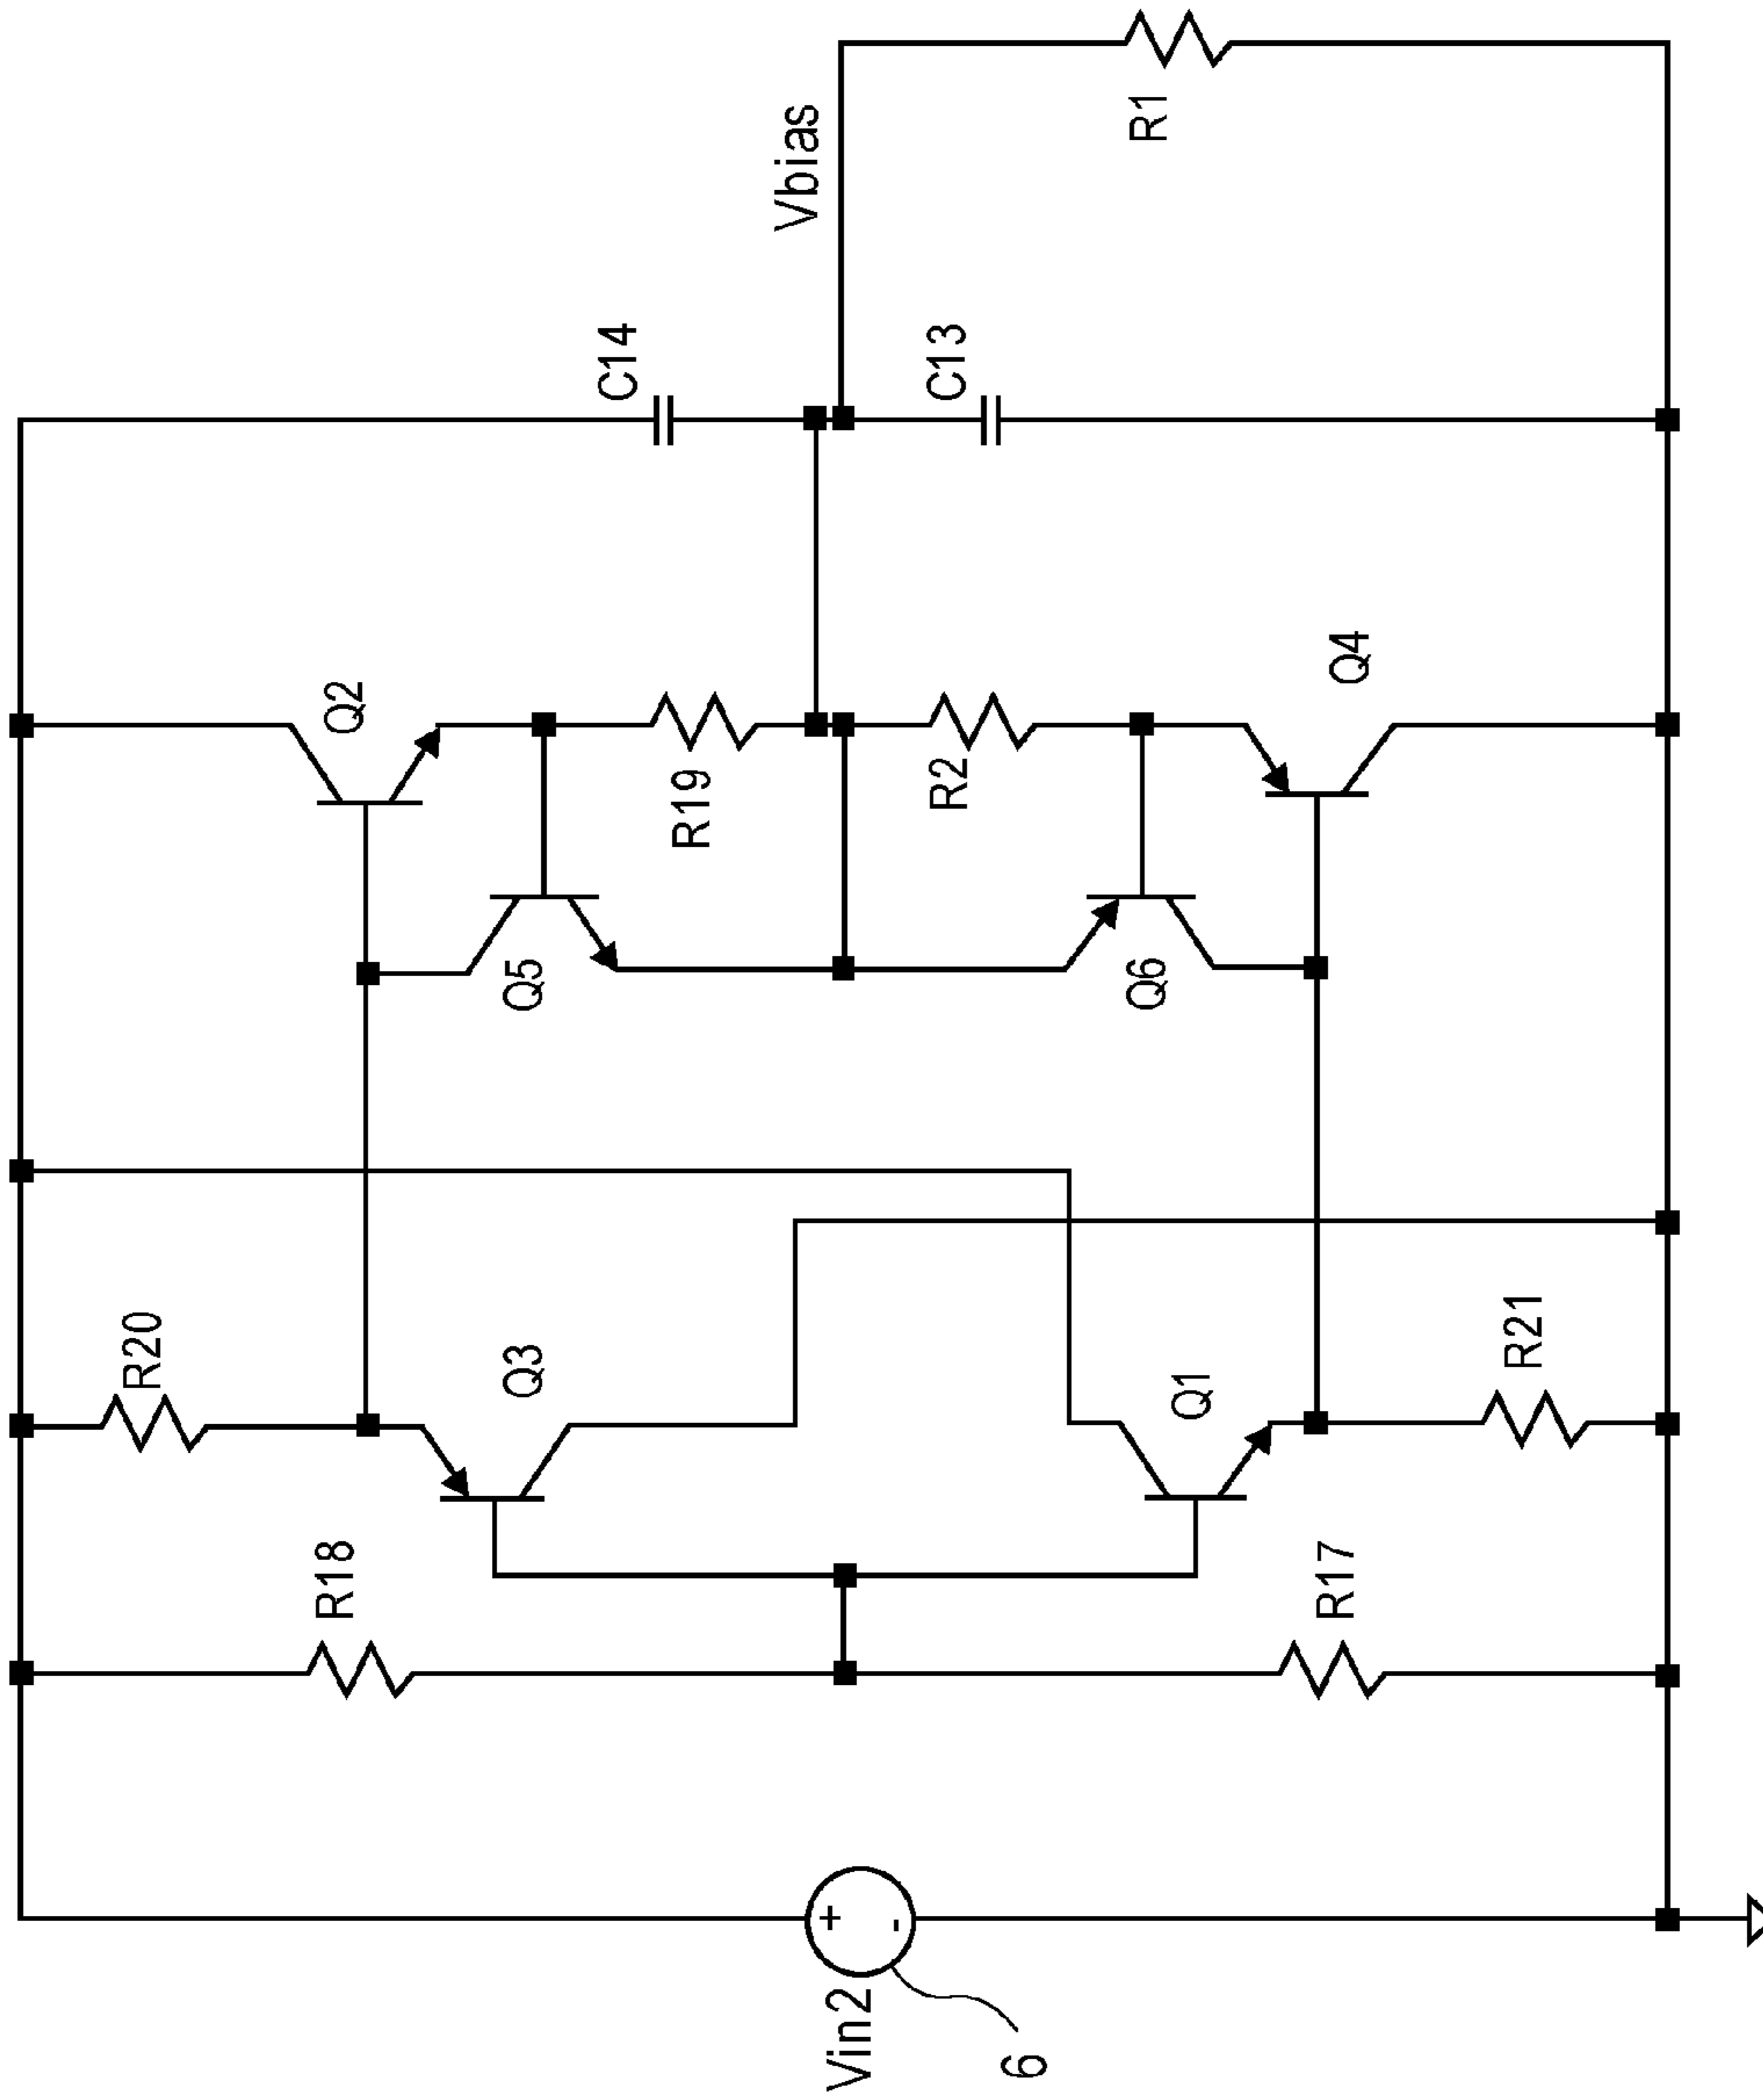 Vin2
+
-
6
R18
R17
R20
Q3
Q1
R21
Q5
Q6
Q2
R19
R2
Q4
C14
C13
Vbias
R1